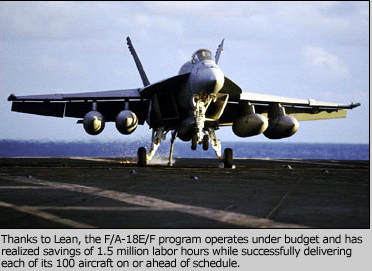 Thanks to Lean, the F/A-18E/F program operates under budget and has
realized savings of 1.5 million labor hours while successfully delivering
each of its 100 aircraft on or ahead of schedule.